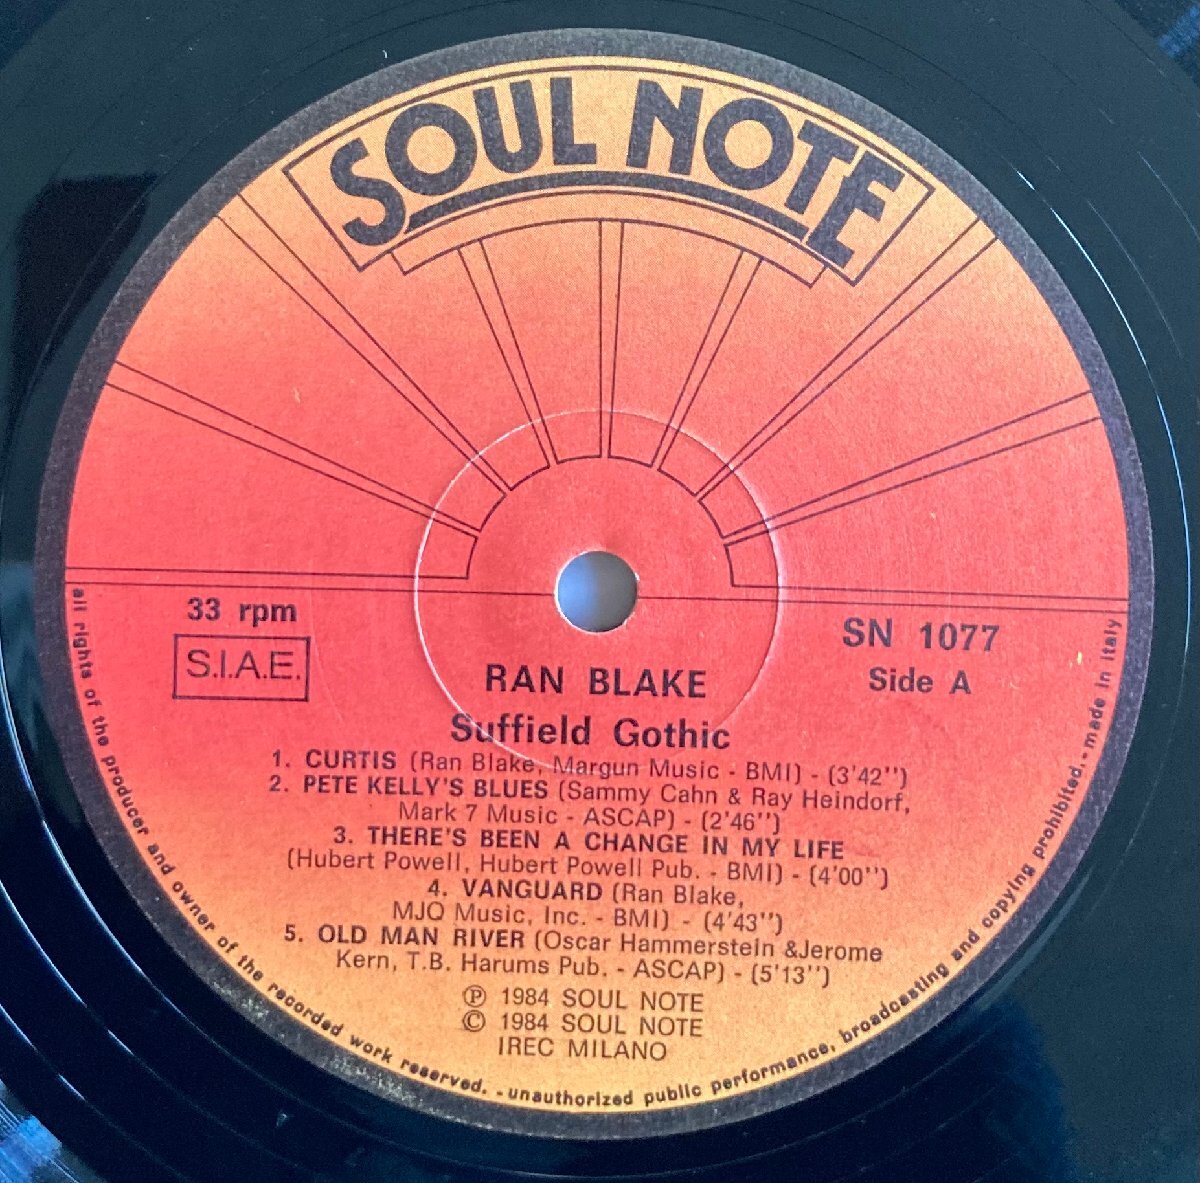 SOUL NOTE
33 rpm
S.I.A.E.
SN 1077
Side A
RAN BLAKE
Suffield Gothic
1. CURTIS (Ran Blake, Margun Music - BMI) - (3'42'')
2. PETE KELLY'S BLUES (Sammy Cahn & Ray Heindorf,
Mark 7 Music - ASCAP) - (2'46'')
3. THERE'S BEEN A CHANGE IN MY LIFE
(Hubert Powell, Hubert Powell Pub. - BMI) - (4'00'')
4. VANGUARD (Ran Blake,
MJQ Music, Inc. - BMI) - (4'43'')
5. OLD MAN RIVER (Oscar Hammerstein &Jerome
Kern, T.B. Harums Pub. - ASCAP) - (5'13'')
℗ 1984 SOUL NOTE
© 1984 SOUL NOTE
IREC MILANO
all rights of the producer and owner of the recorded work reserved. - unauthorized public performance, broadcasting and copying prohibited. - made in Italy